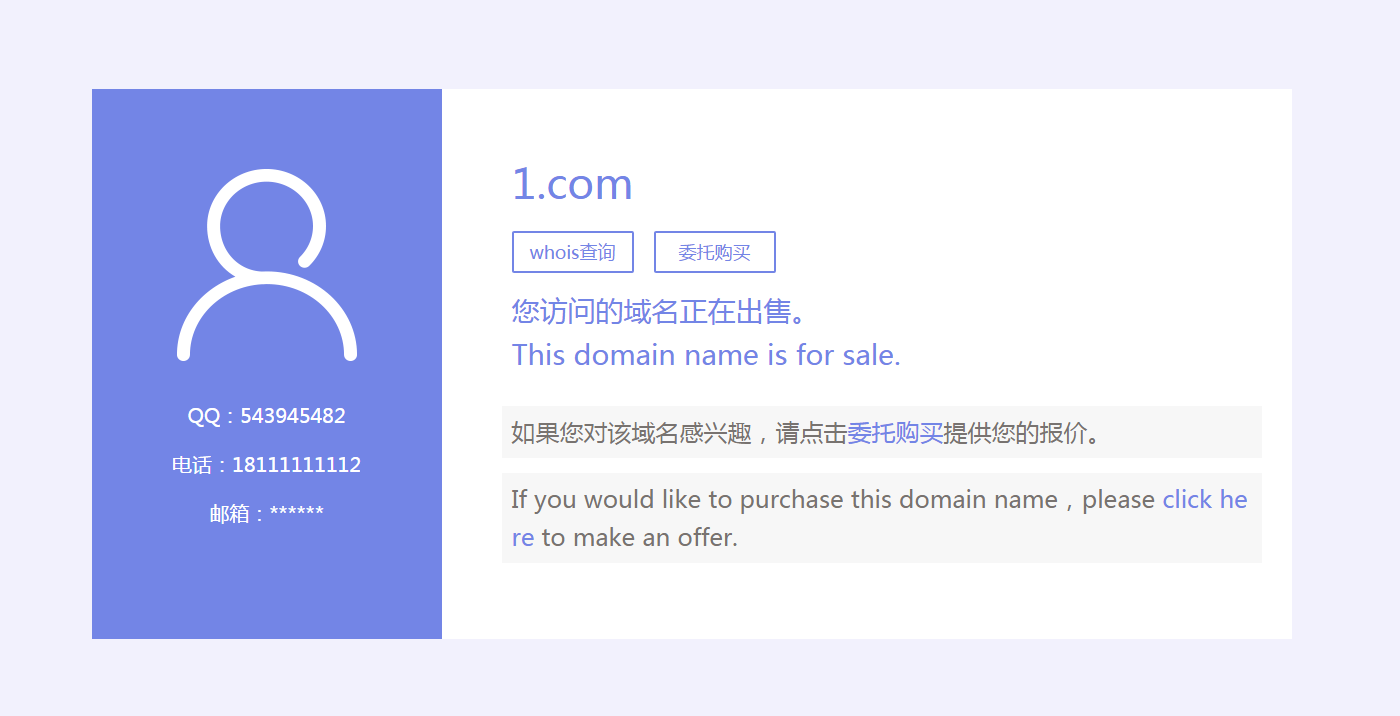 QQ：543945482
电话：18111111112
邮箱：******
1.com
whois查询
委托购买
您访问的域名正在出售。
This domain name is for sale.
如果您对该域名感兴趣，请点击委托购买提供您的报价。
If you would like to purchase this domain name，please click he
re to make an offer.